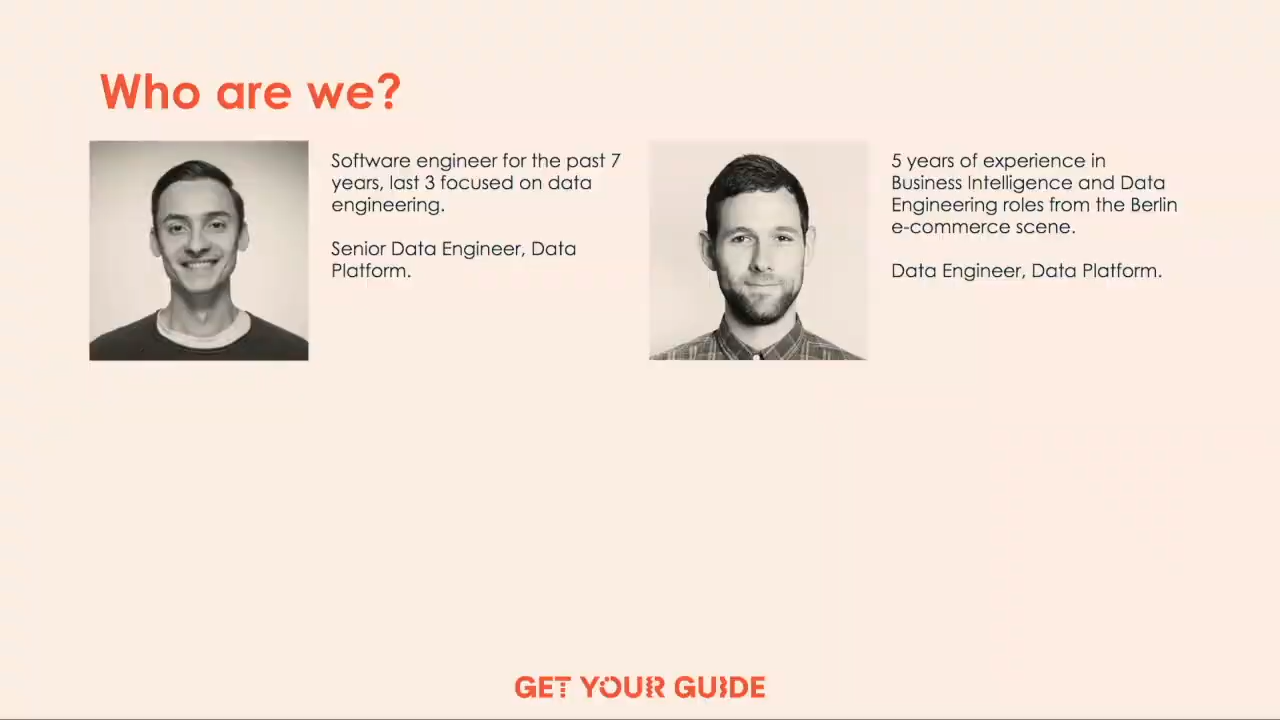 Who are we?
Software engineer for the past 7
years, last 3 focused on data
engineering.
Senior Data Engineer, Data
Platform.
5 years of experience in
Business Intelligence and Data
Engineering roles from the Berlin
e-commerce scene.
Data Engineer, Data Platform.
GET YOUR GUIDE